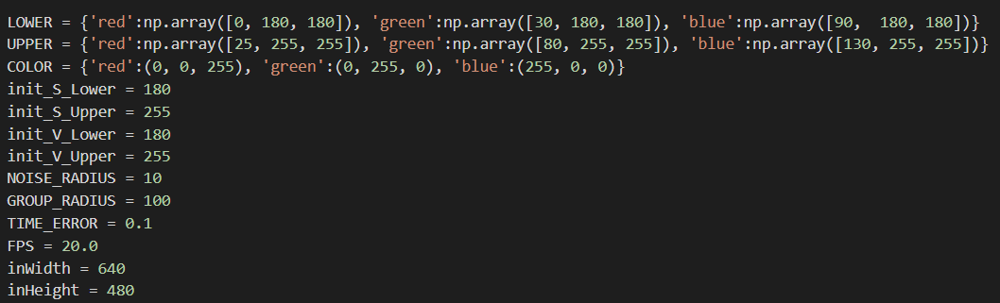 LOWER = {'red':np.array([0, 180, 180]), 'green':np.array([30, 180, 180]), 'blue':np.array([90,  180, 180])}
UPPER = {'red':np.array([25, 255, 255]), 'green':np.array([80, 255, 255]), 'blue':np.array([130, 255, 255])}
COLOR = {'red':(0, 0, 255), 'green':(0, 255, 0), 'blue':(255, 0, 0)}
init_S_Lower = 180
init_S_Upper = 255
init_V_Lower = 180
init_V_Upper = 255
NOISE_RADIUS = 10
GROUP_RADIUS = 100
TIME_ERROR = 0.1
FPS = 20.0
inWidth = 640
inHeight = 480